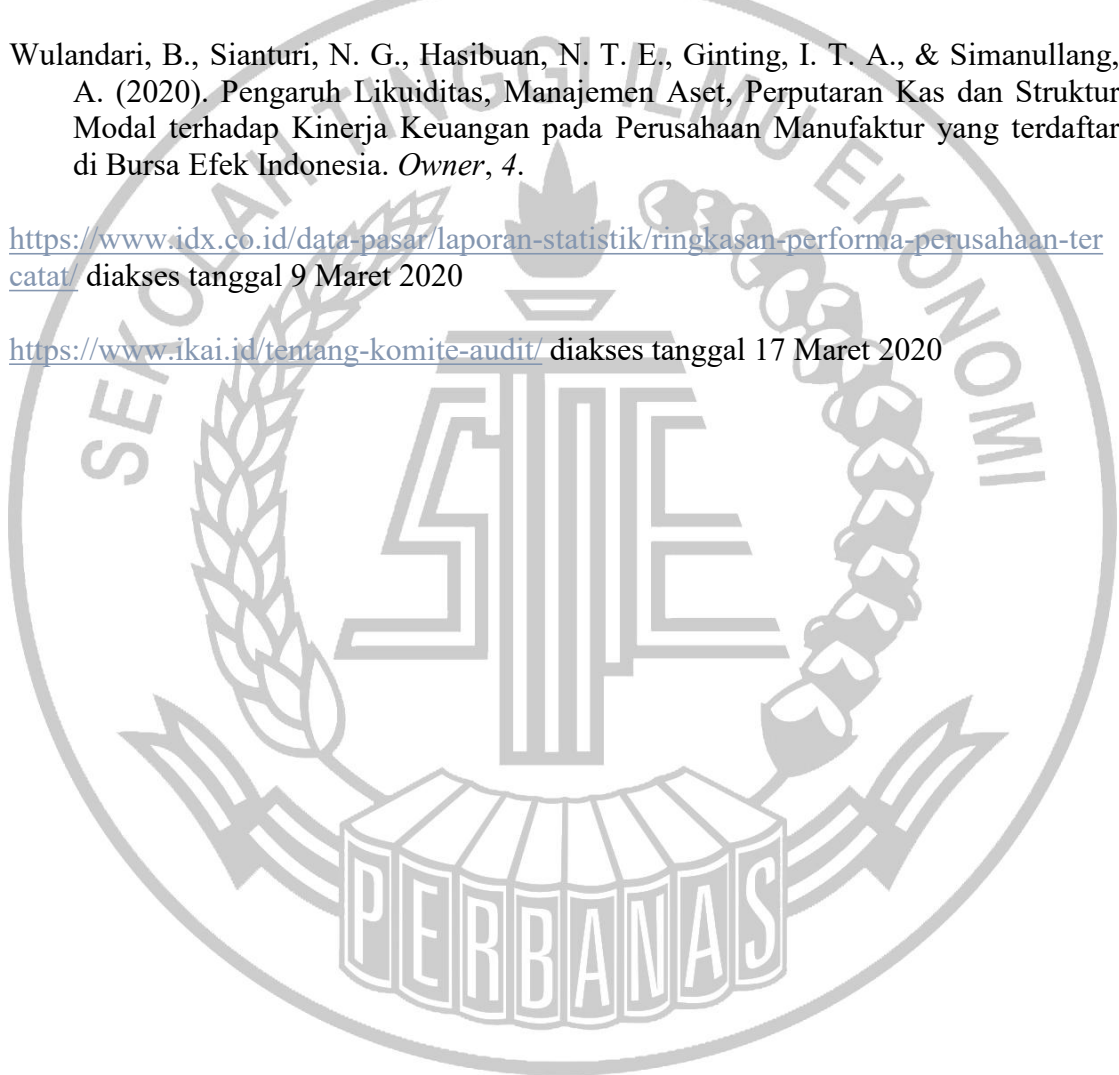 Wulandari, B., Sianturi, N. G., Hasibuan, N. T. E., Ginting, I. T. A., & Simanullang,
A. (2020). Pengaruh Likuiditas, Manajemen Aset, Perputaran Kas dan Struktur
Modal terhadap Kinerja Keuangan pada Perusahaan Manufaktur yang terdaftar
di Bursa Efek Indonesia. Owner, 4.
https://www.idx.co.id/data-pasar/laporan-statistik/ringkasan-performa-perusahaan-ter
catat/ diakses tanggal 9 Maret 2020
https://www.ikai.id/tentang-komite-audit/ diakses tanggal 17 Maret 2020
SEKOLAH TINGGI ILMU EKONOMI
STIE
PERBANAS